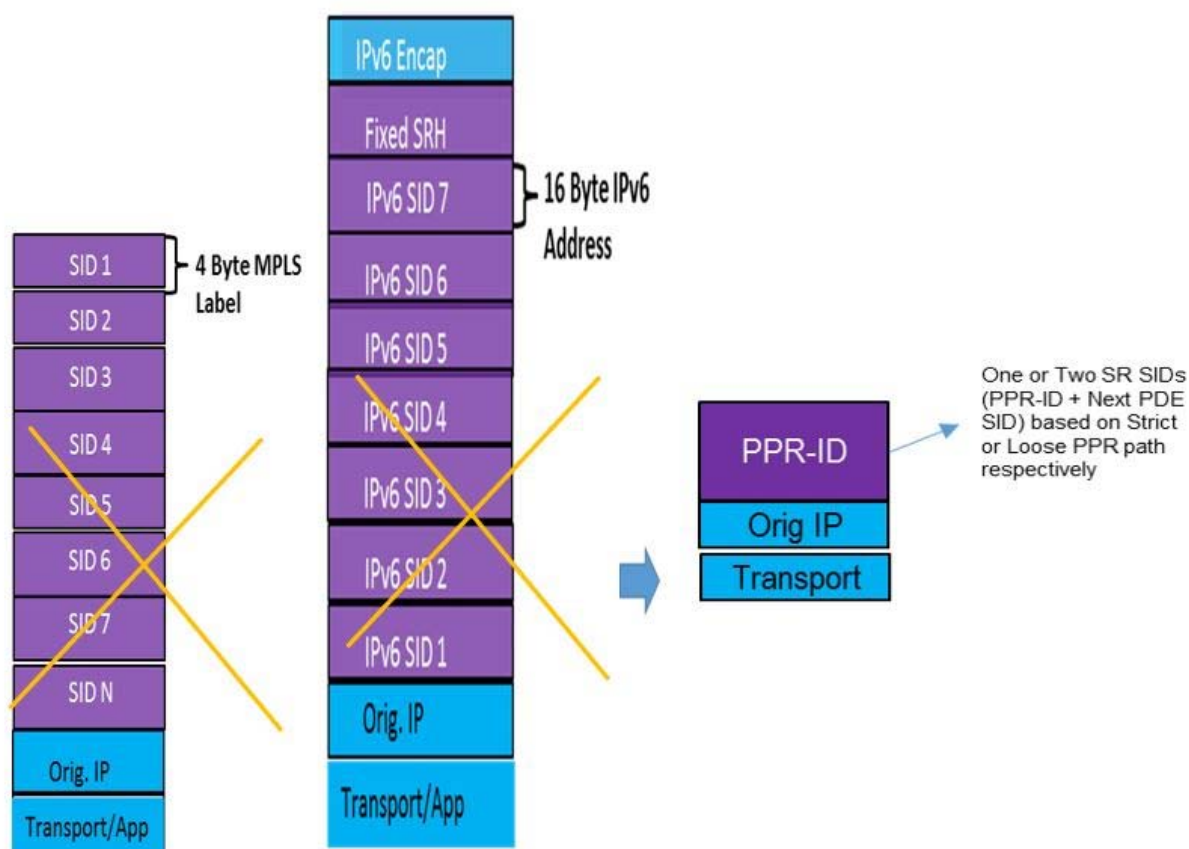 SID 1
SID 2
SID 3
SID 4
SID 5
SID 6
SID 7
SID N
Orig. IP
Transport/App
4 Byte MPLS
Label
IPv6 Encap
Fixed SRH
IPv6 SID 7
IPv6 SID 6
IPv6 SID 5
IPv6 SID 4
IPv6 SID 3
IPv6 SID 2
IPv6 SID 1
Orig. IP
Transport/App
16 Byte IPv6
Address
PPR-ID
Orig IP
Transport
One or Two SR SIDs
(PPR-ID + Next PDE
SID) based on Strict
or Loose PPR path
respectively